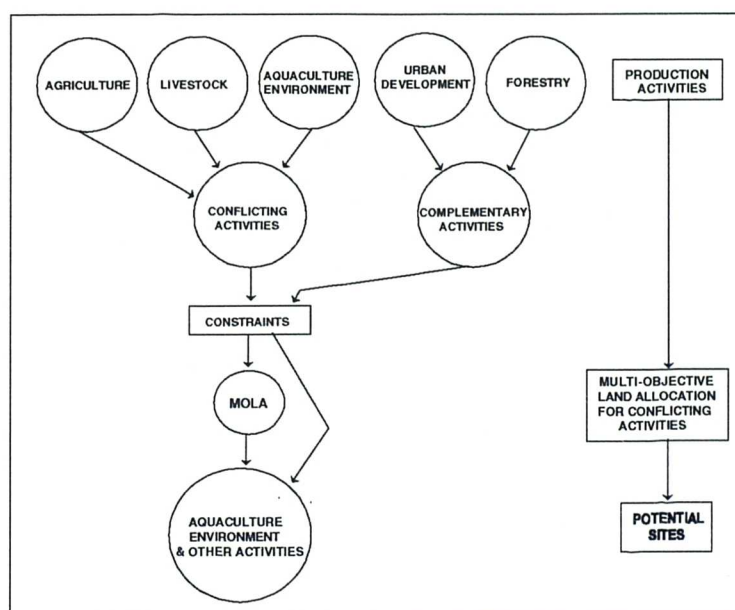 AGRICULTURE
LIVESTOCK
AQUACULTURE
ENVIRONMENT
URBAN
DEVELOPMENT
FORESTRY
PRODUCTION
ACTIVITIES
CONFLICTING
ACTIVITIES
COMPLEMENTARY
ACTIVITIES
CONSTRAINTS
MOLA
MULTI-OBJECTIVE
LAND ALLOCATION
FOR CONFLICTING
ACTIVITIES
AQUACULTURE
ENVIRONMENT
& OTHER ACTIVITIES
POTENTIAL
SITES